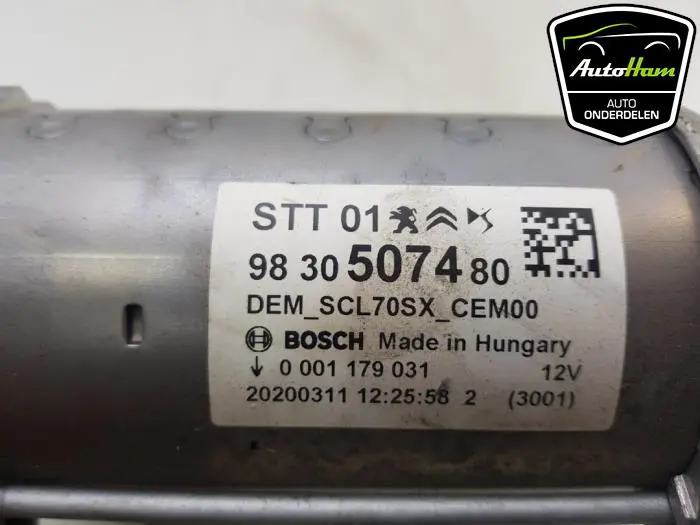 AutoHam
AUTO
ONDERDELEN
STT 01
98 30 5074 80
DEM_SCL70SX_CEM00
BOSCH Made in Hungary
0 001 179 031 12V
20200311 12:25:58 2 (3001)